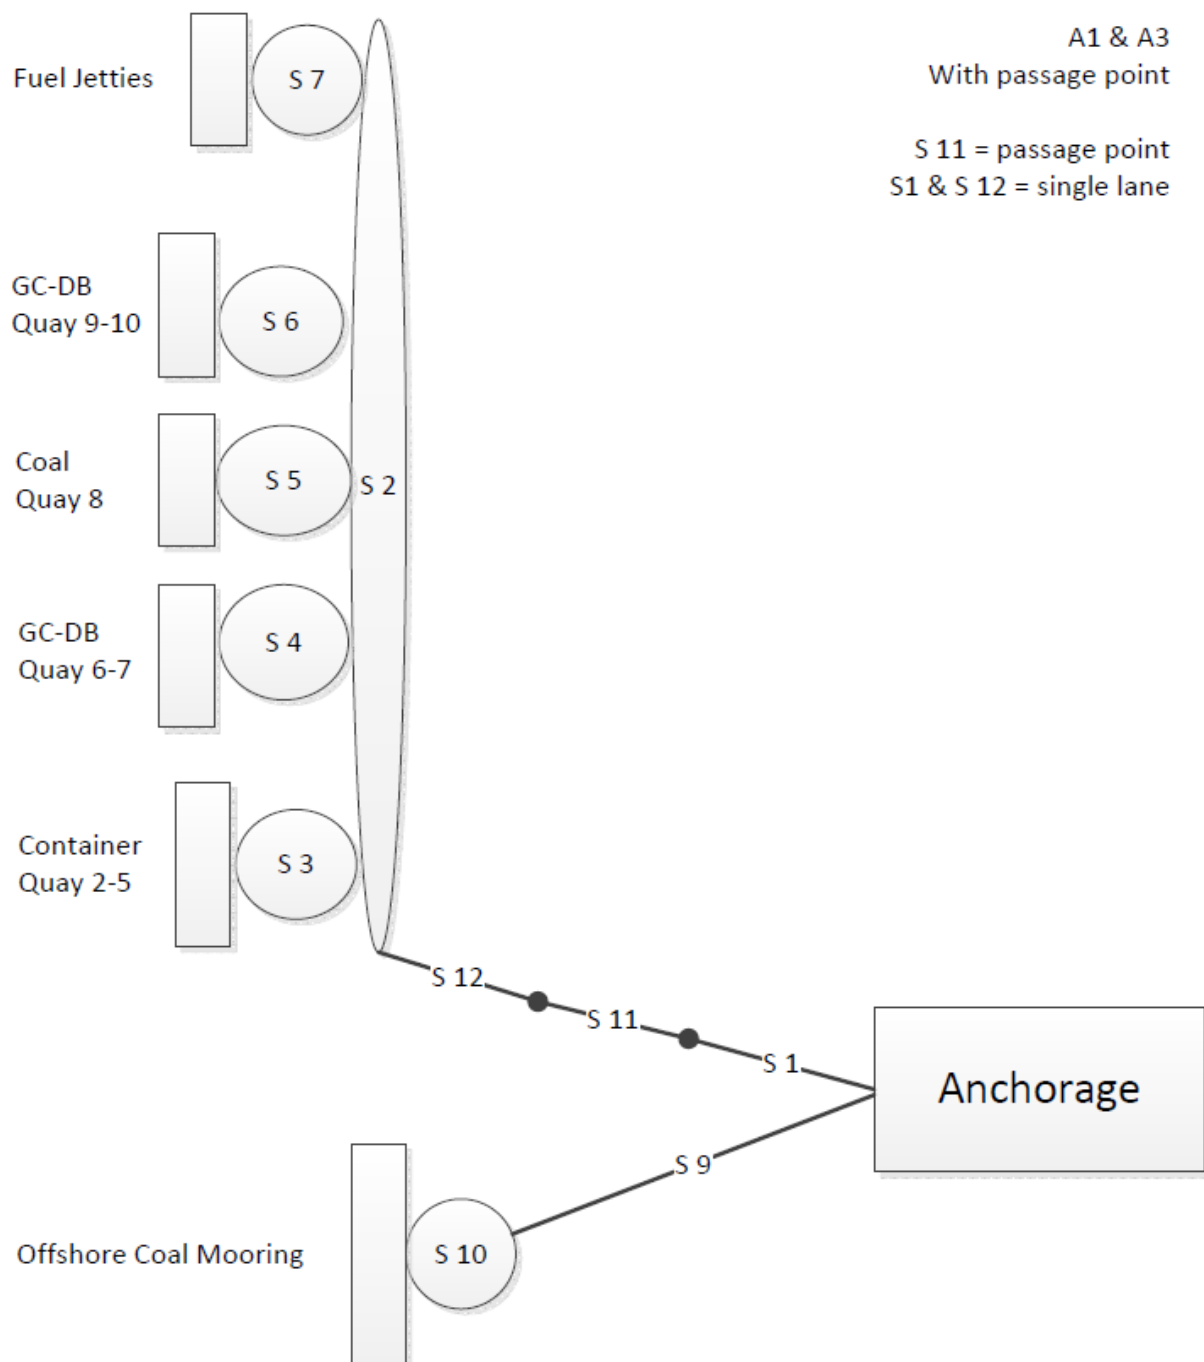 A1 & A3
With passage point
S 11 = passage point
S1 & S 12 = single lane
Fuel Jetties
S 7
GC-DB
Quay 9-10
S 6
Coal
Quay 8
S 5
S 2
GC-DB
Quay 6-7
S 4
Container
Quay 2-5
S 3
S 12
S 11
S 1
Anchorage
S 9
Offshore Coal Mooring
S 10